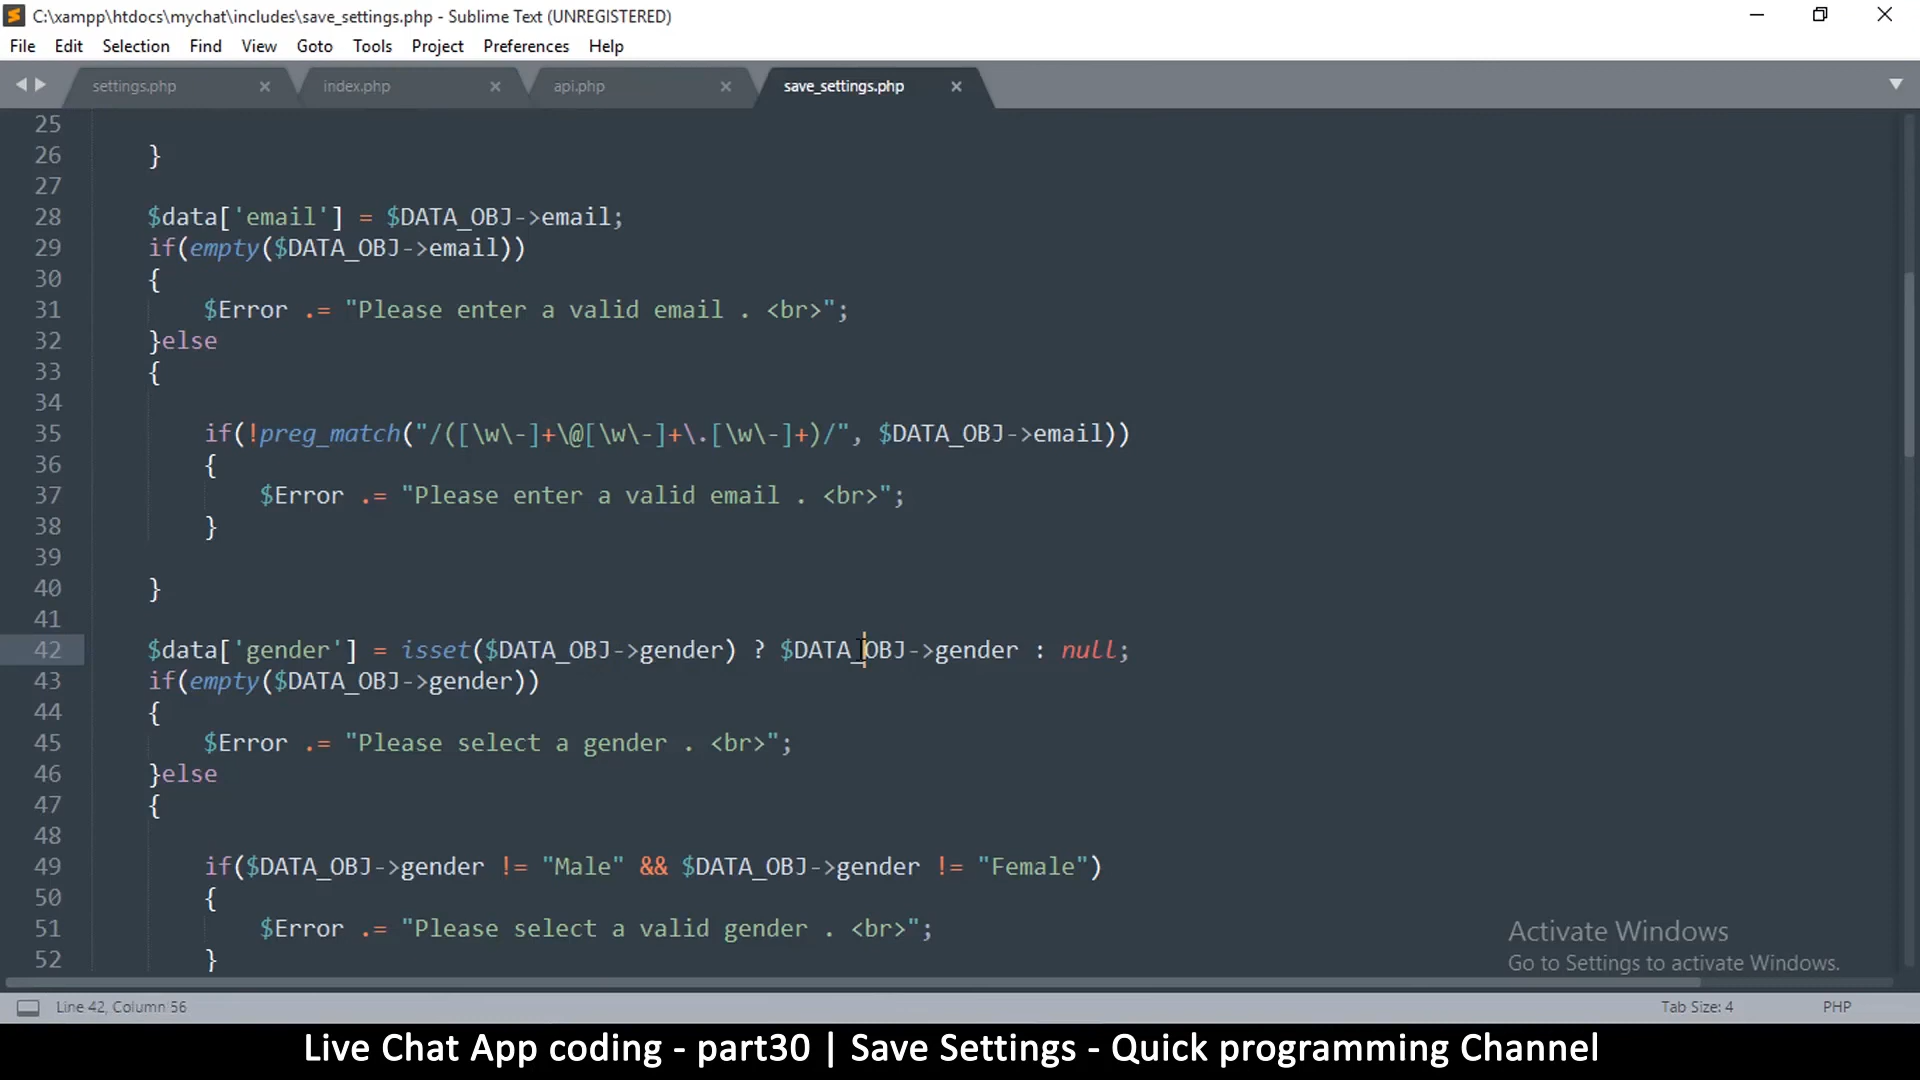 C:\xampp\htdocs\mychat\includes\save_settings.php - Sublime Text (UNREGISTERED)
File Edit Selection Find View Goto Tools Project Preferences Help
settings.php index.php api.php save_settings.php
25
26 }
27
28 $data['email'] = $DATA_OBJ->email;
29 if(empty($DATA_OBJ->email))
30 {
31 $Error .= "Please enter a valid email . <br>";
32 }else
33 {
34
35 if(!preg_match("/([\w\-]+\@[\w\-]+\.[\w\-]+)/", $DATA_OBJ->email))
36 {
37 $Error .= "Please enter a valid email . <br>";
38 }
39
40 }
41
42 $data['gender'] = isset($DATA_OBJ->gender) ? $DATA_OBJ->gender : null;
43 if(empty($DATA_OBJ->gender))
44 {
45 $Error .= "Please select a gender . <br>";
46 }else
47 {
48
49 if($DATA_OBJ->gender != "Male" && $DATA_OBJ->gender != "Female")
50 {
51 $Error .= "Please select a valid gender . <br>";
52 }
Activate Windows
Go to Settings to activate Windows.
Line 42, Column 56 Tab Size: 4 PHP
Live Chat App coding - part30 | Save Settings - Quick programming Channel